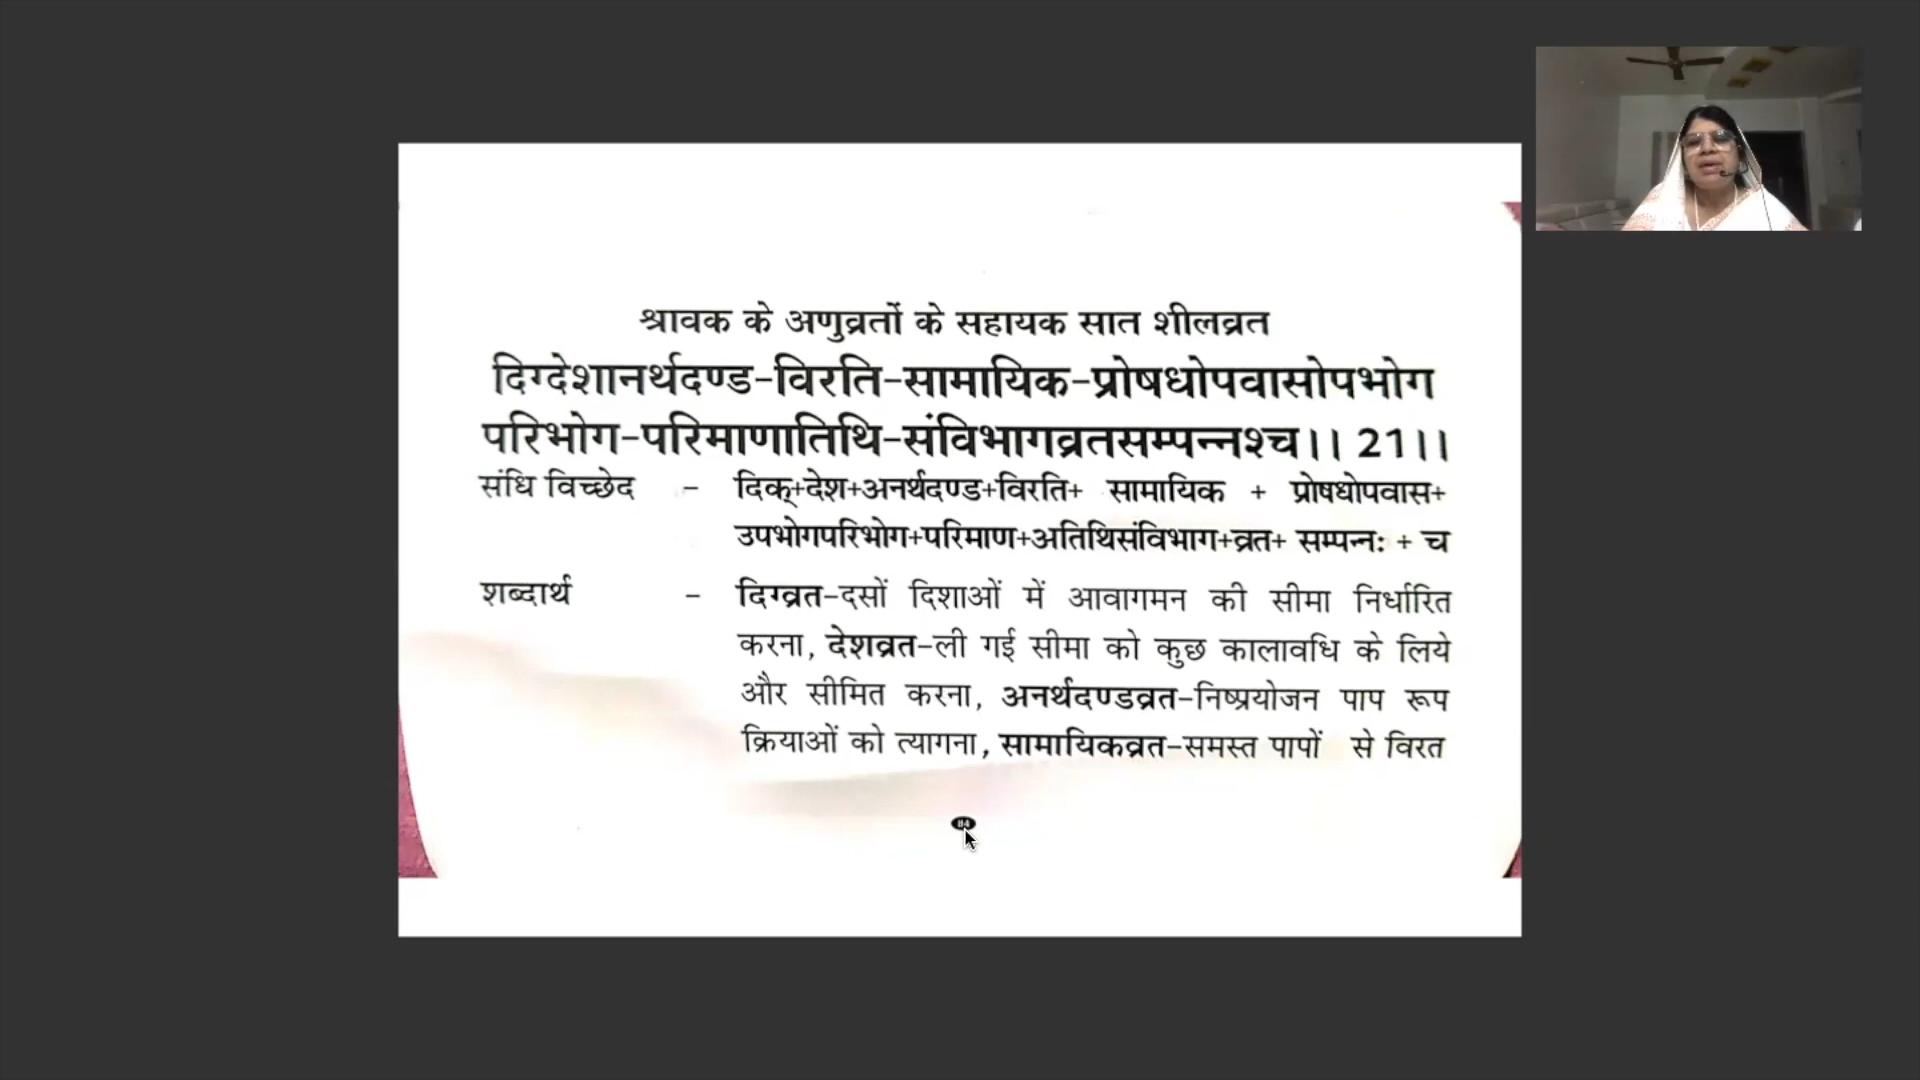 श्रावक के अणुव्रतों के सहायक सात शीलव्रत
दिग्देशानर्थदण्ड-विरति-सामायिक-प्रोषधोपवासोपभोग
परिभोग-परिमाणातिथि-संविभागव्रतसम्पन्नश्च।। 21।।
संधि विच्छेद - दिक्+देश+अनर्थदण्ड+विरति+ सामायिक + प्रोषधोपवास+
उपभोगपरिभोग+परिमाण+अतिथिसंविभाग+व्रत+ सम्पन्नः + च
शब्दार्थ - दिग्व्रत-दसों दिशाओं में आवागमन की सीमा निर्धारित
करना, देशव्रत-ली गई सीमा को कुछ कालावधि के लिये
और सीमित करना, अनर्थदण्डव्रत-निष्प्रयोजन पाप रूप
क्रियाओं को त्यागना, सामायिकव्रत-समस्त पापों से विरत
84